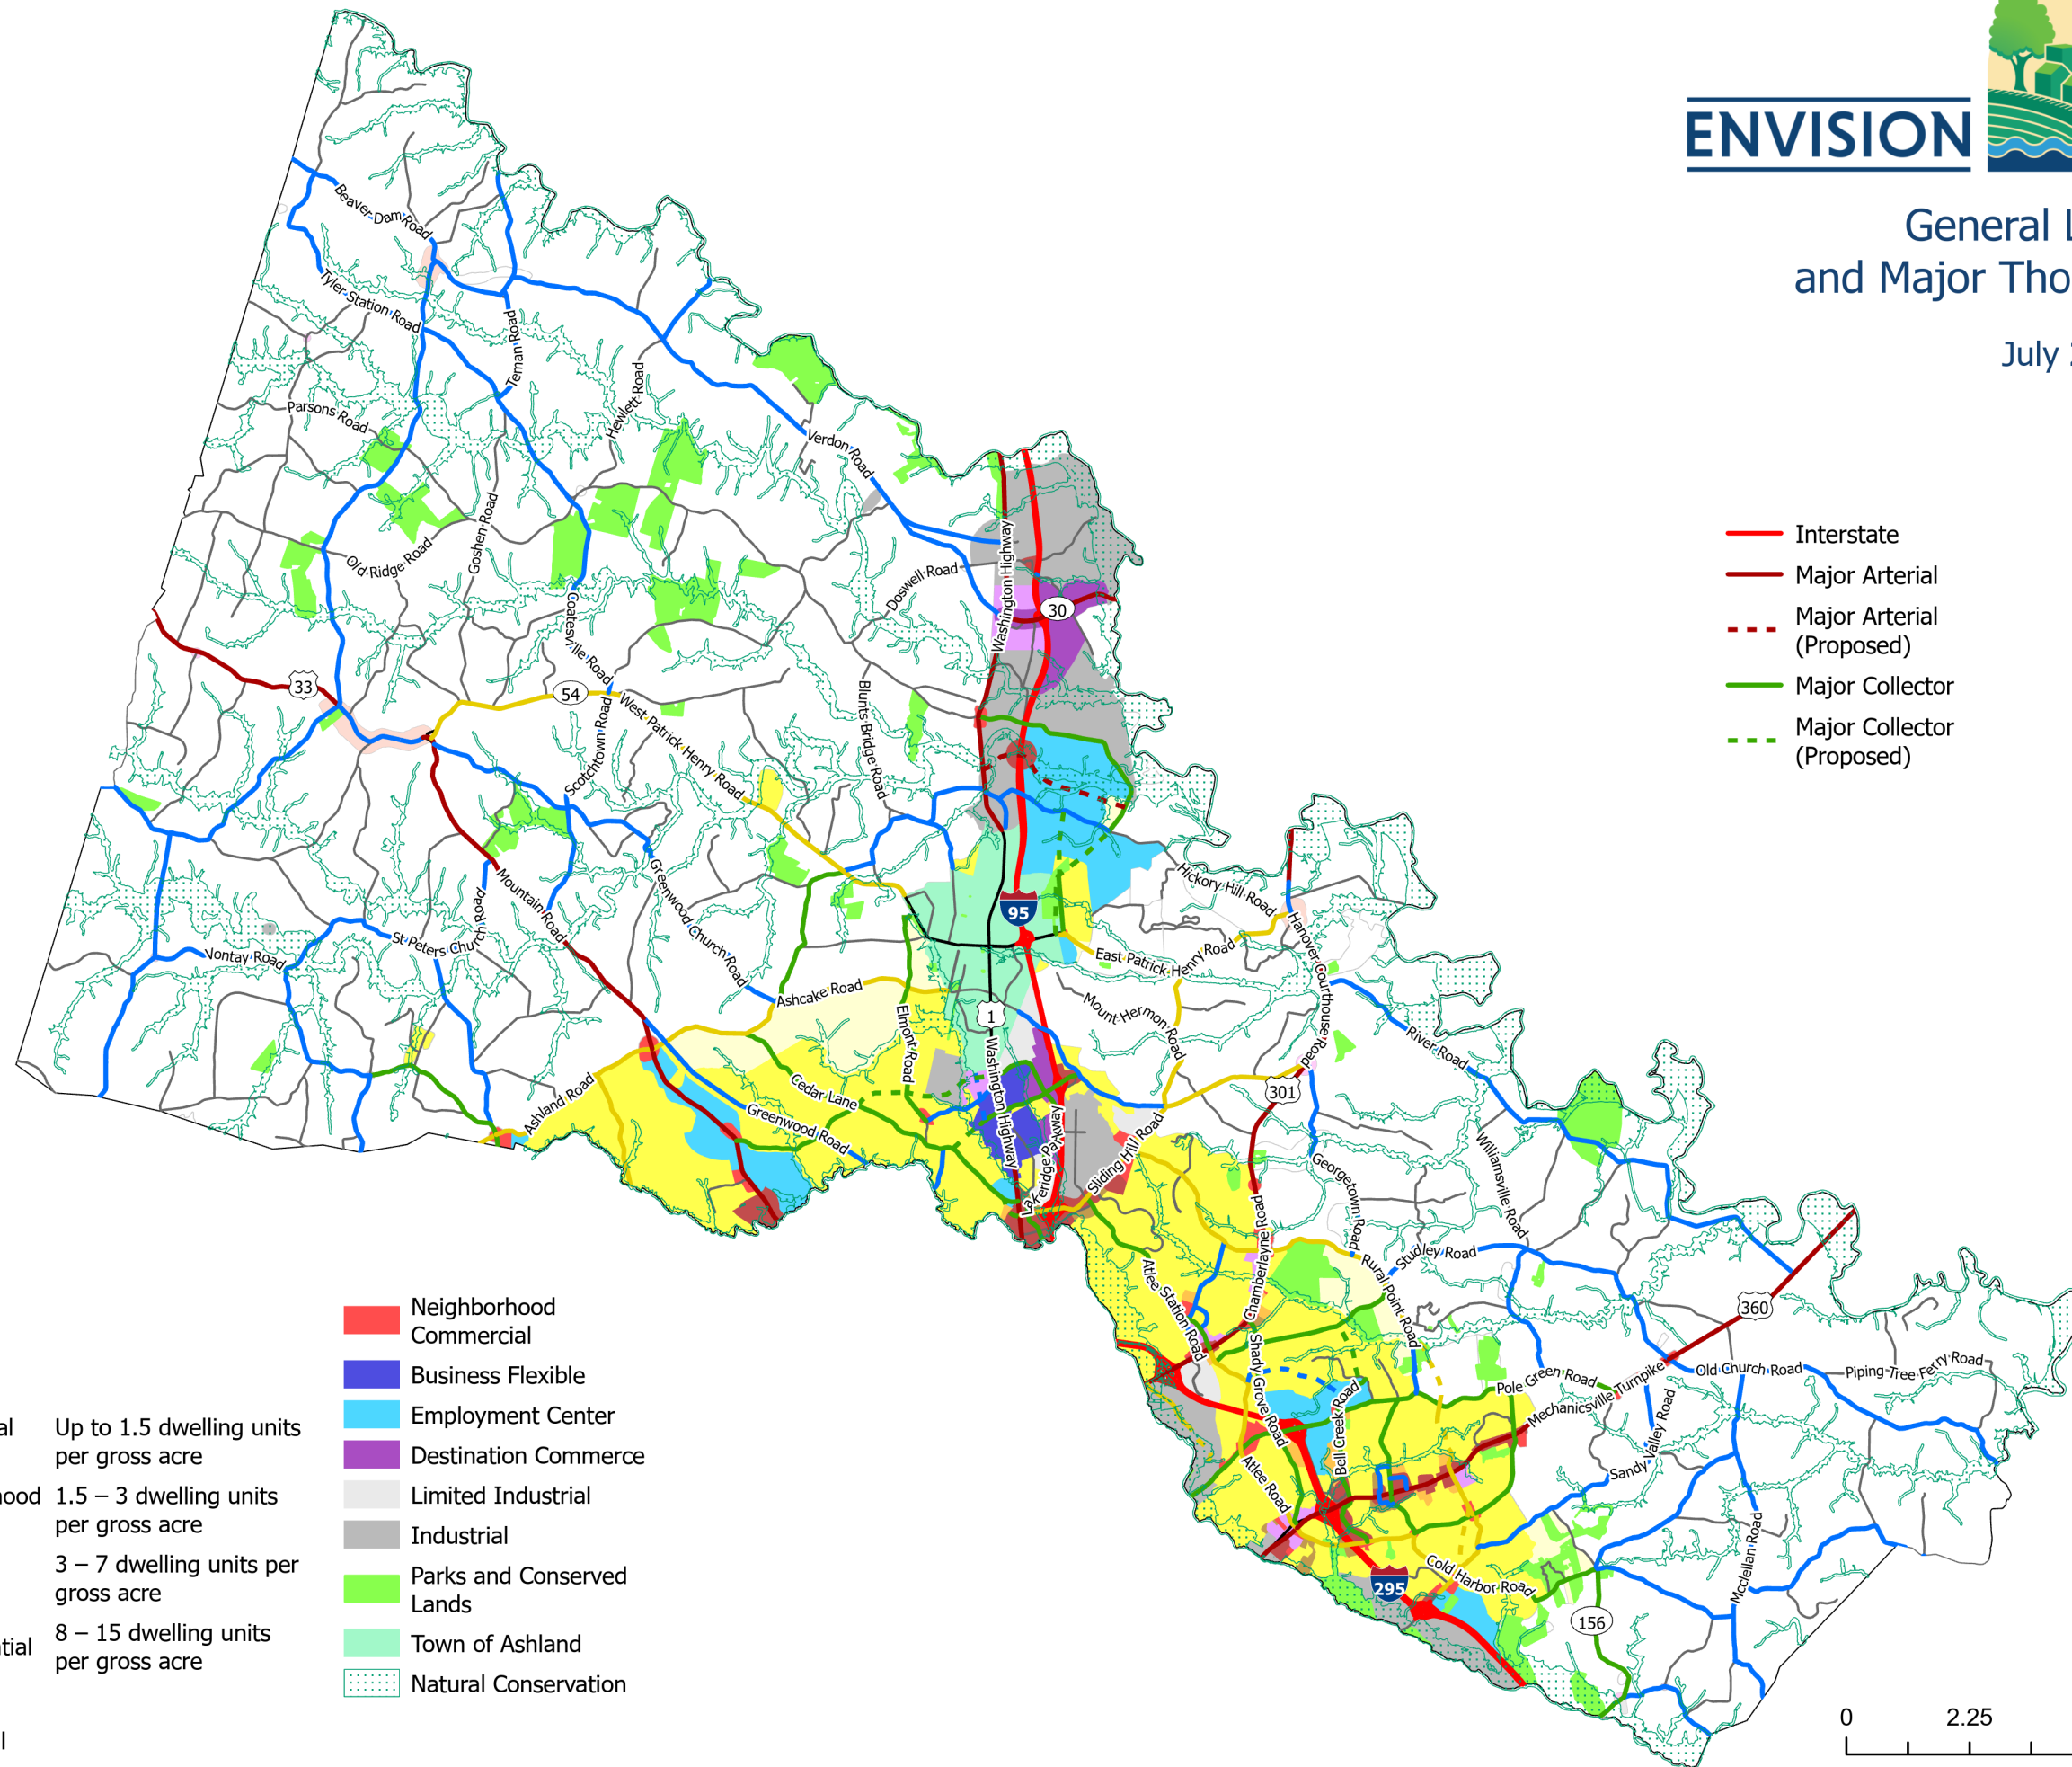 ENVISION
General L
and Major Tho
July
Interstate
Major Arterial
Major Arterial
(Proposed)
Major Collector
Major Collector
(Proposed)
Beaver Dam Road
Tyler Station Road
Teman Road
Hewlett Road
Parsons Road
Verdon Road
Old Ridge Road
Goshen Road
Coatesville Road
Doswell Road
Washington Highway
30
33
54
West Patrick Henry Road
Scotchtown Road
Blunts Bridge Road
Mountain Road
Greenwood Church Road
St Peters Church Road
Vontay Road
Hickory Hill Road
95
East Patrick Henry Road
Hanover Courthouse Road
Ashcake Road
Elmont Road
1
Mount Hermon Road
River Road
301
Ashland Road
Cedar Lane
Greenwood Road
Washington Highway
Lakeridge Parkway
Sliding Hill Road
Georgetown Road
Williamsville Road
Studley Road
Rural Point Road
Chamberlayne Road
Atlee Station Road
Shady Grove Road
360
Old Church Road
Piping Tree Ferry Road
Pole Green Road
Mechanicsville Turnpike
Sandy Valley Road
Bell Creek Road
Atlee Road
Cold Harbor Road
Mcclellan Road
295
156
al
Up to 1.5 dwelling units
per gross acre
ood
1.5 – 3 dwelling units
per gross acre
3 – 7 dwelling units per
gross acre
tial
8 – 15 dwelling units
per gross acre
l
Neighborhood
Commercial
Business Flexible
Employment Center
Destination Commerce
Limited Industrial
Industrial
Parks and Conserved
Lands
Town of Ashland
Natural Conservation
0
2.25